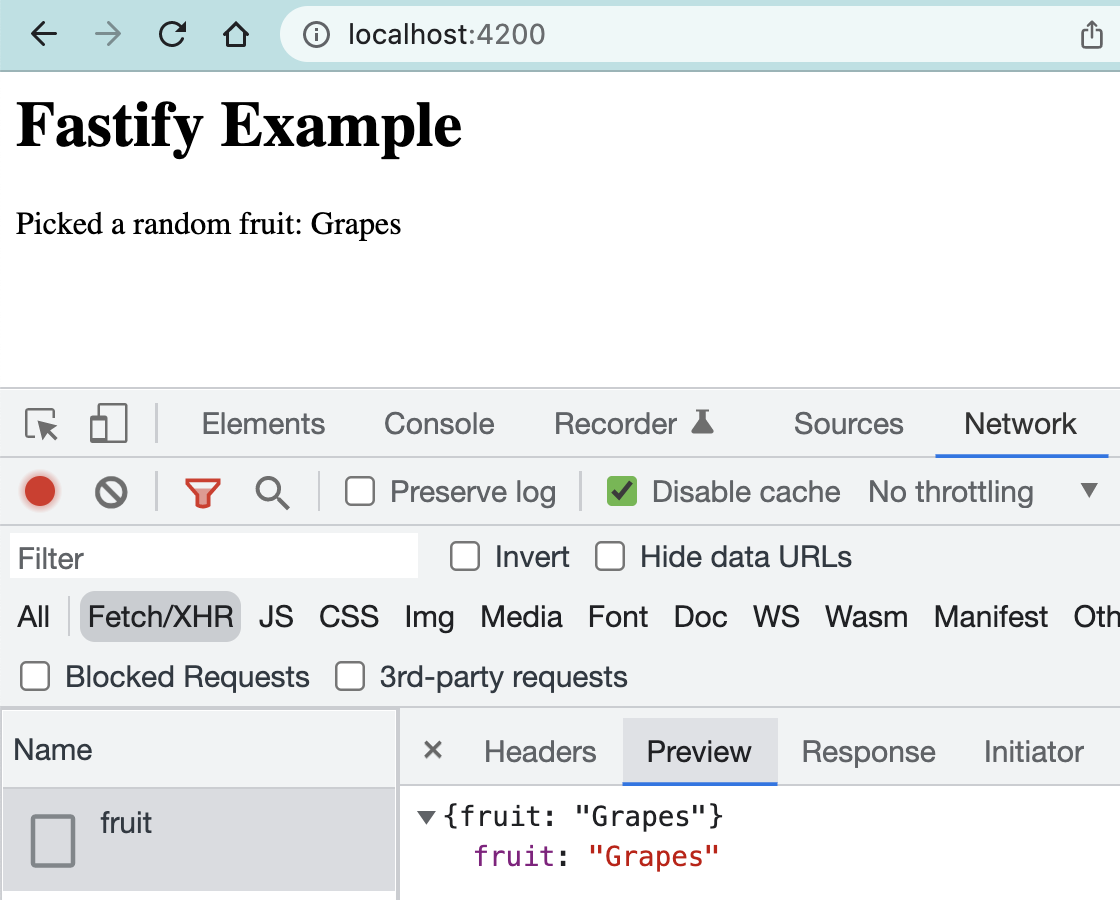 localhost:4200
Fastify Example
Picked a random fruit: Grapes
Elements Console Recorder Sources Network
Preserve log Disable cache No throttling
Filter Invert Hide data URLs
All Fetch/XHR JS CSS Img Media Font Doc WS Wasm Manifest Oth
Blocked Requests 3rd-party requests
Name Headers Preview Response Initiator
{fruit: "Grapes"}
fruit fruit: "Grapes"